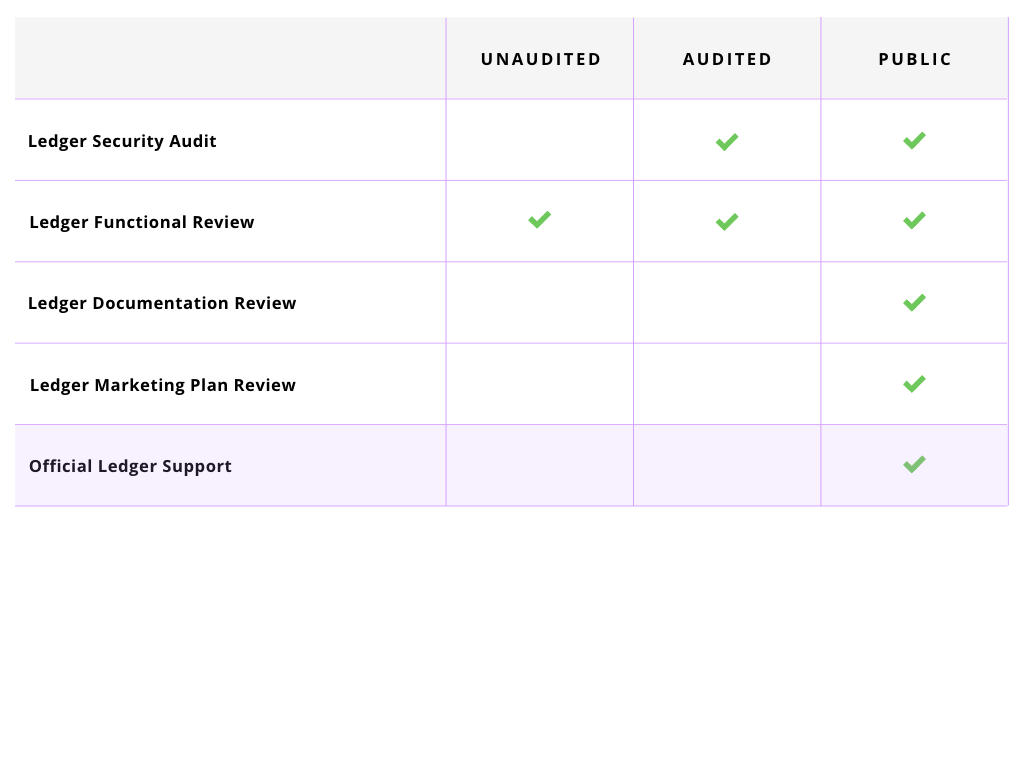 UNAUDITED AUDITED PUBLIC
Ledger Security Audit
Ledger Functional Review
Ledger Documentation Review
Ledger Marketing Plan Review
Official Ledger Support